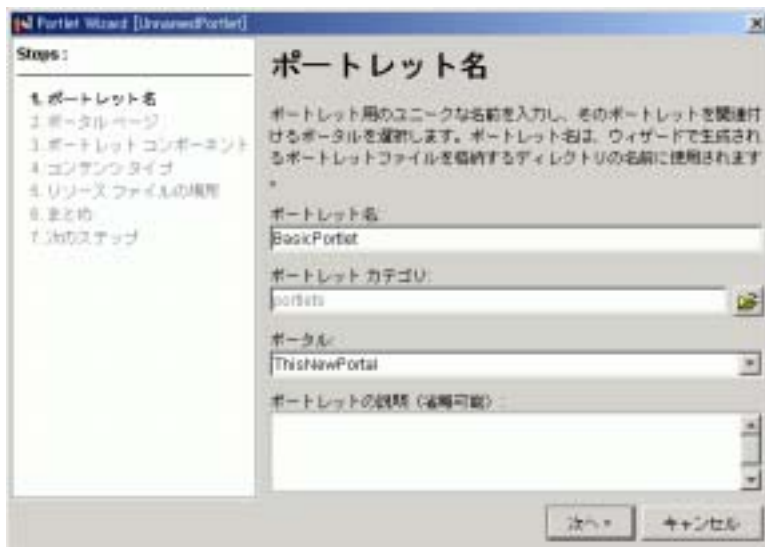 Portlet Wizard [UnnamedPortlet]
Steps :
1. ポートレット名
2. ポータル ページ
3. ポートレット コンポーネント
4. コンテンツ タイプ
5. リソース ファイルの場所
6. まとめ
7. 次のステップ
ポートレット名
ポートレット用のユニークな名前を入力し、そのポートレットを関連付
けるポータルを選択します。ポートレット名は、ウィザードで生成され
るポートレットファイルを格納するディレクトリの名前に使用されます
。
ポートレット名:
BasicPortlet
ポートレット カテゴリ:
portlets
ポータル:
ThisNewPortal
ポートレットの説明（省略可能）:
次へ
キャンセル